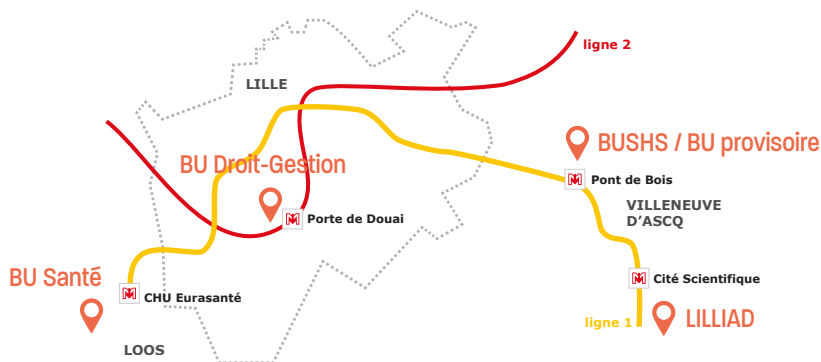 ligne 2
LILLE
BUSHS / BU provisoire
BU Droit-Gestion
Pont de Bois
VILLENEUVE
D'ASCQ
Porte de Douai
BU Santé
Cité Scientifique
CHU Eurasanté
ligne 1
LILLIAD
LOOS